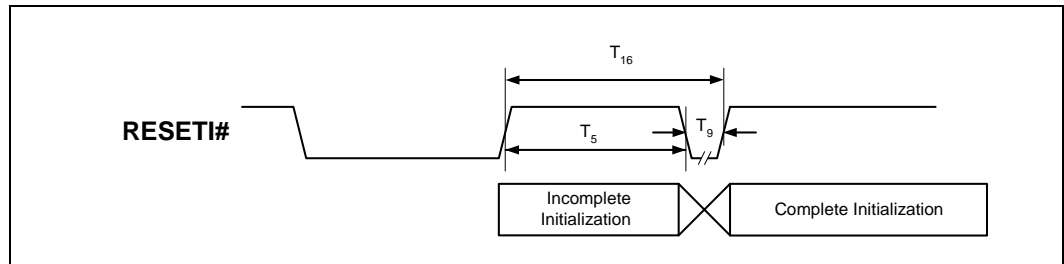 T16
RESETI#
T5
T9
Incomplete
Initialization
Complete Initialization